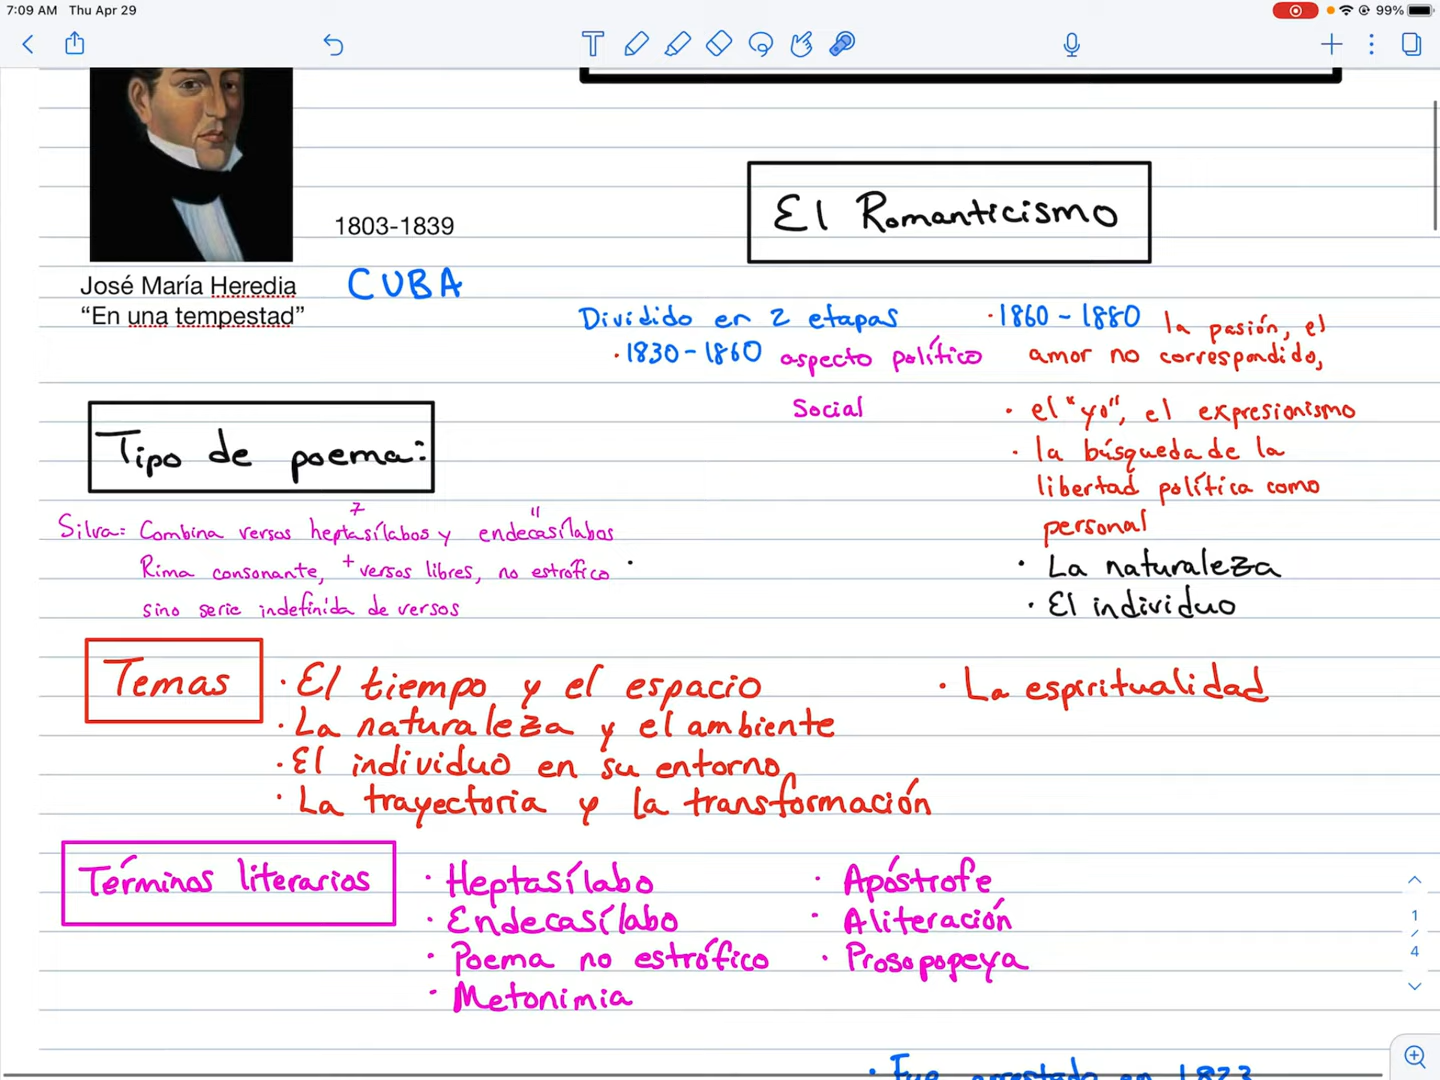 7:09 AM Thu Apr 29
99%
El Romanticismo
1803-1839
José María Heredia
CUBA
"En una tempestad"
Dividido en 2 etapas
· 1830-1860 aspecto político
Social
· 1860-1880 la pasión, el
amor no correspondido,
· el "yo", el expresionismo
· la búsqueda de la
libertad política como
personal
· La naturaleza
· El individuo
Tipo de poema:
7 11
Silva: Combina versos heptasílabos y endecasílabos
Rima consonante, + versos libres, no estrófico
sino serie indefinida de versos
Temas
· El tiempo y el espacio
· La naturaleza y el ambiente
· El individuo en su entorno
· La trayectoria y la transformación
· La espiritualidad
Términos literarios
· Heptasílabo
· Endecasílabo
· Poema no estrófico
· Metonimia
· Apóstrofe
· Aliteración
· Prosopopeya
1
/
4
· Fue arrestado en 1823